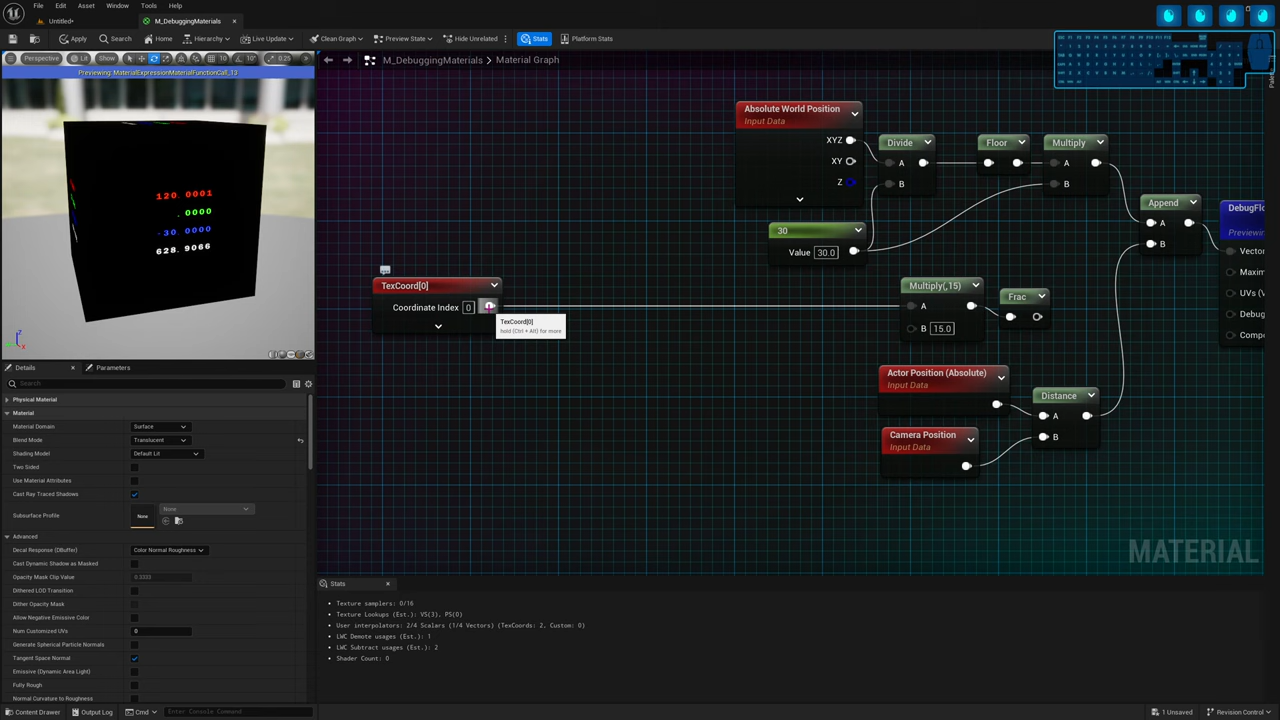 File Edit Asset Window Tools Help
Untitled*
M_DebuggingMaterials
Apply Search Home Hierarchy Live Update Clean Graph Preview State Hide Unrelated Stats Platform Stats
Perspective Lit Show 10 10° 0.25
Previewing: MaterialExpressionMaterialFunctionCall_13
120.0001
.0000
-30.0000
628.9066
Z
X
M_DebuggingMaterials Material Graph
Palette
Absolute World Position
Input Data
XYZ
XY
Z
Divide
A
B
Floor
Multiply
A
B
30
Value 30.0
Append
A
B
DebugFlo
Previewing
Vector
Maxim
UVs (V
Debug
Compo
TexCoord[0]
Coordinate Index 0
TexCoord[0]
hold (Ctrl + Alt) for more
Multiply(,15)
A
B 15.0
Frac
Actor Position (Absolute)
Input Data
Camera Position
Input Data
Distance
A
B
MATERIAL
Details Parameters
Search
Physical Material
Material
Material Domain Surface
Blend Mode Translucent
Shading Model Default Lit
Two Sided
Use Material Attributes
Cast Ray Traced Shadows
Subsurface Profile None None
Advanced
Decal Response (DBuffer) Color Normal Roughness
Cast Dynamic Shadow as Masked
Opacity Mask Clip Value 0.3333
Dithered LOD Transition
Dither Opacity Mask
Allow Negative Emissive Color
Num Customized UVs 0
Generate Spherical Particle Normals
Tangent Space Normal
Emissive (Dynamic Area Light)
Fully Rough
Normal Curvature to Roughness
Stats
Texture samplers: 0/16
Texture Lookups (Est.): VS(3), PS(0)
User interpolators: 2/4 Scalars (1/4 Vectors) (TexCoords: 2, Custom: 0)
LWC Demote usages (Est.): 1
LWC Subtract usages (Est.): 2
Shader Count: 0
Content Drawer Output Log Cmd Enter Console Command 1 Unsaved Revision Control